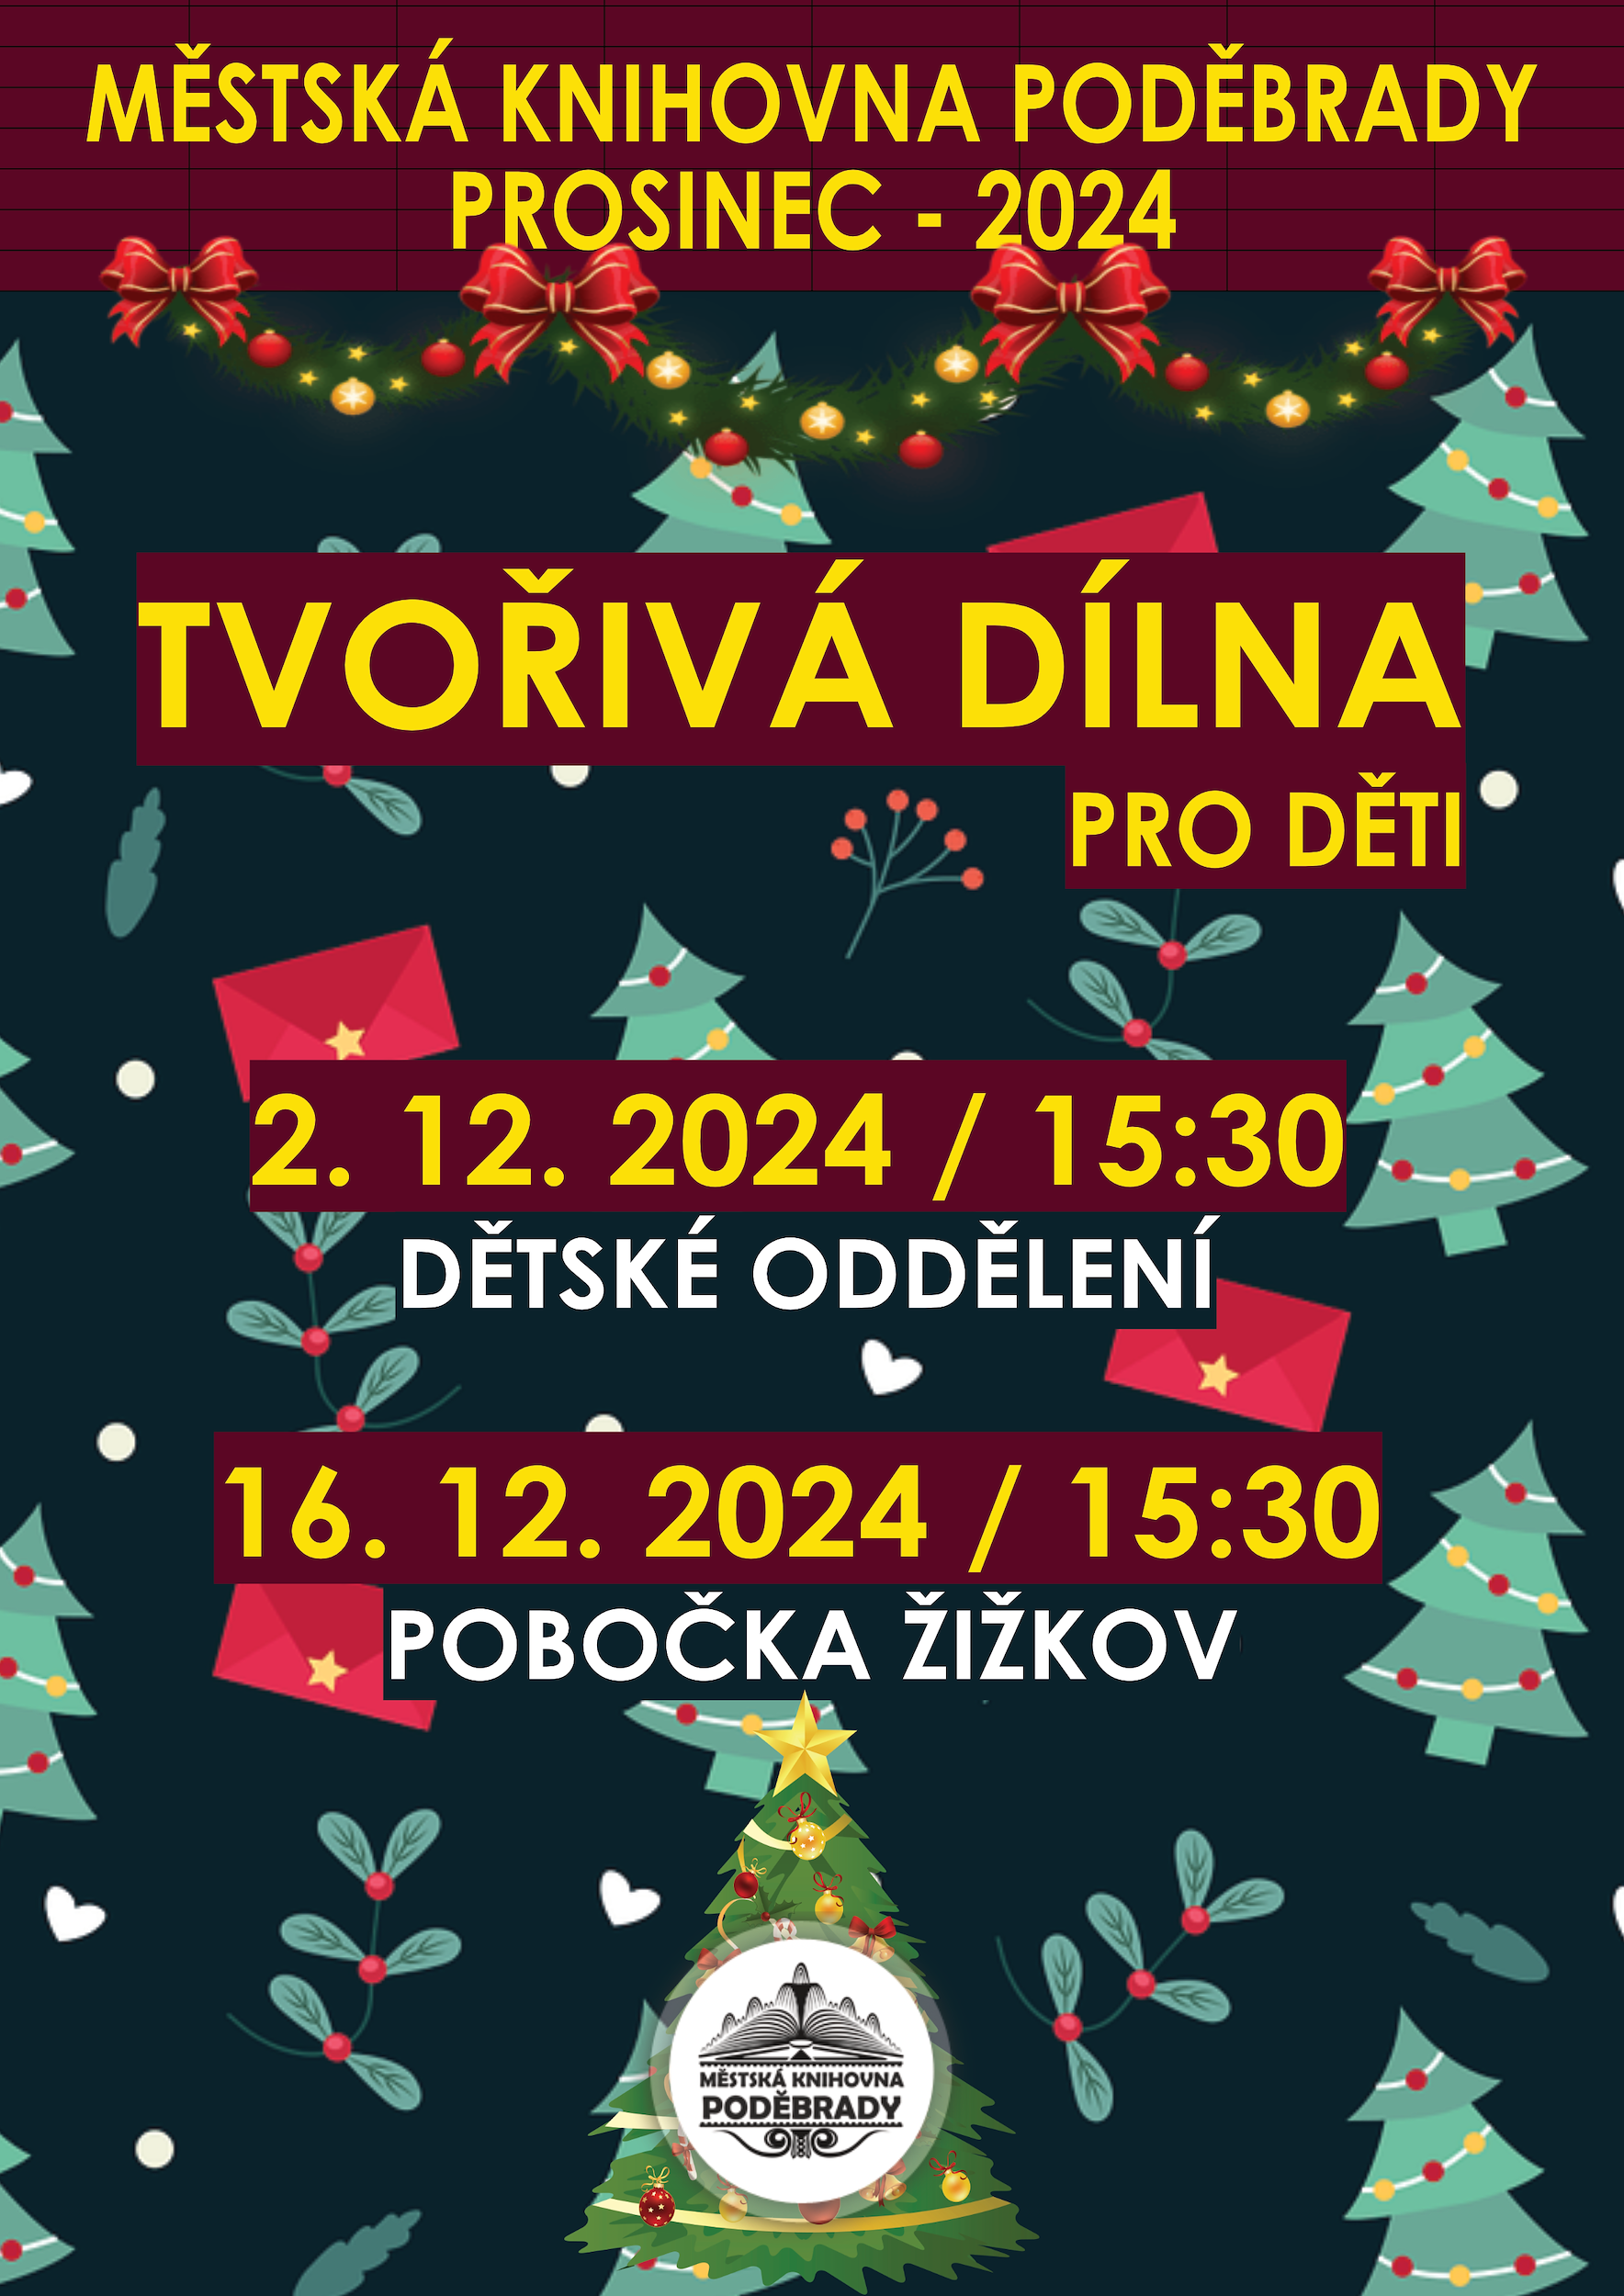 MĚSTSKÁ KNIHOVNA PODĚBRADY
PROSINEC - 2024
TVOŘIVÁ DÍLNA
PRO DĚTI
2. 12. 2024 / 15:30
DĚTSKÉ ODDĚLENÍ
16. 12. 2024 / 15:30
POBOČKA ŽIŽKOV
MĚSTSKÁ KNIHOVNA
PODĚBRADY